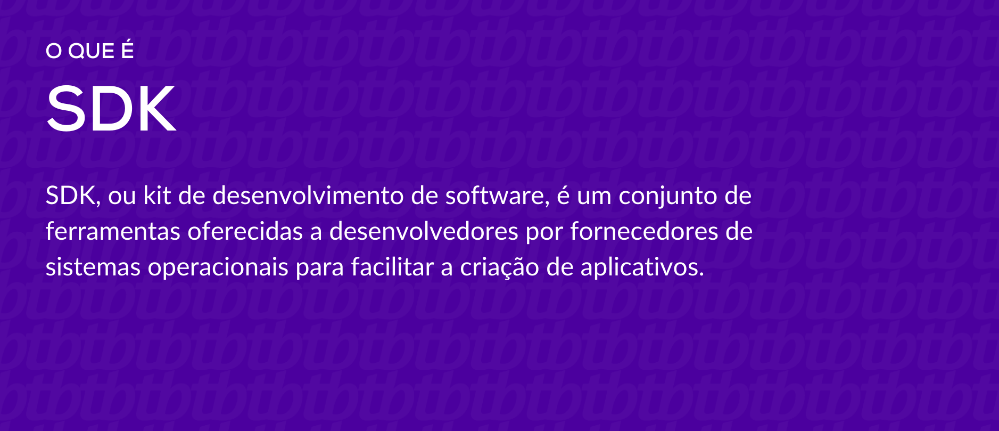 O QUE É
SDK
SDK, ou kit de desenvolvimento de software, é um conjunto de
ferramentas oferecidas a desenvolvedores por fornecedores de
sistemas operacionais para facilitar a criação de aplicativos.